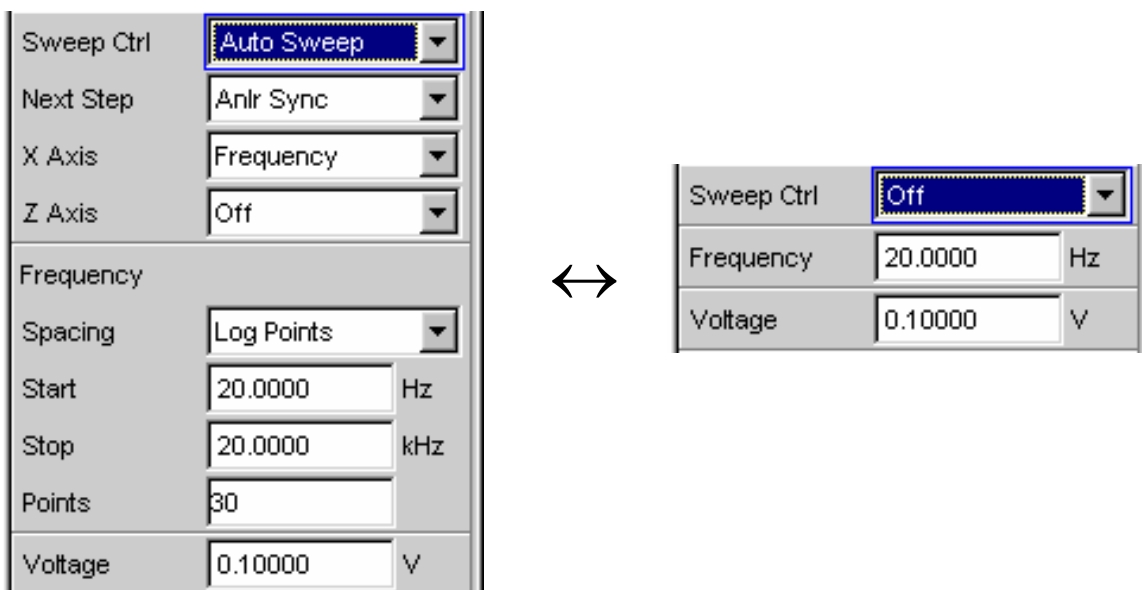 Sweep Ctrl Auto Sweep
Next Step Anlr Sync
X Axis Frequency
Z Axis Off
Frequency
Spacing Log Points
Start 20.0000 Hz
Stop 20.0000 kHz
Points 30
Voltage 0.10000 V
Sweep Ctrl Off
Frequency 20.0000 Hz
Voltage 0.10000 V